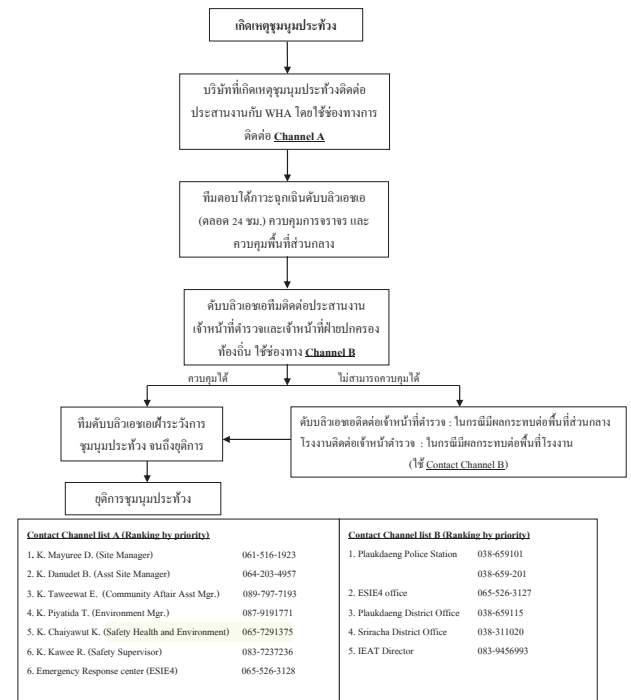 เกิดเหตุชุมนุมประท้วง
บริษัทที่เกิดเหตุชุมนุมประท้วงติดต่อ
ประสานงานกับ WHA โดยใช้ช่องทางการ
ติดต่อ Channel A
ทีมตอบโต้ภาวะฉุกเฉินดับบลิวเอชเอ
(ตลอด 24 ชม.) ควบคุมการจราจร และ
ควบคุมพื้นที่ส่วนกลาง
ดับบลิวเอชเอทีมติดต่อประสานงาน
เจ้าหน้าที่ตำรวจและเจ้าหน้าที่ฝ่ายปกครอง
ท้องถิ่น ใช้ช่องทาง Channel B
ควบคุมได้
ไม่สามารถควบคุมได้
ทีมดับบลิวเอชเอเฝ้าระวังการ
ชุมนุมประท้วง จนถึงยุติการ
ดับบลิวเอชเอติดต่อเจ้าหน้าที่ตำรวจ : ในกรณีมีผลกระทบต่อพื้นที่ส่วนกลาง
โรงงานติดต่อเจ้าหน้าตำรวจ : ในกรณีมีผลกระทบต่อพื้นที่โรงงาน
(ใช้ Contact Channel B)
ยุติการชุมนุมประท้วง
Contact Channel list A (Ranking by priority)
1. K. Mayuree D. (Site Manager) 061-516-1923
2. K. Danudet B. (Asst Site Manager) 064-203-4957
3. K. Taweewat E. (Community Affair Asst Mgr.) 089-797-7193
4. K. Piyatida T. (Environment Mgr.) 087-9191771
5. K. Chaiyawut K. (Safety Health and Environment) 065-7291375
6. K. Kawee R. (Safety Supervisor) 083-7237236
6. Emergency Response center (ESIE4) 065-526-3128
Contact Channel list B (Ranking by priority)
1. Plaukdaeng Police Station 038-659101
038-659-201
2. ESIE4 office 065-526-3127
3. Plaukdaeng District Office 038-659115
4. Sriracha District Office 038-311020
5. IEAT Director 083-9456993